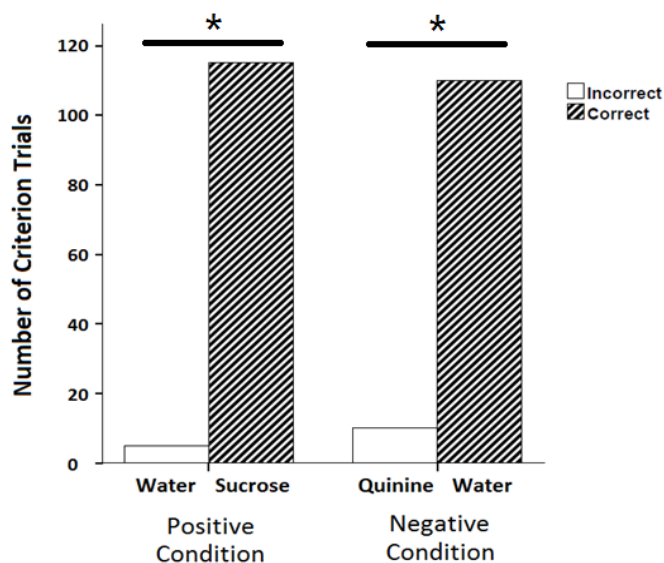 * *
120
100
80
60
40
20
0
Number of Criterion Trials
Incorrect
Correct
Water Sucrose Quinine Water
Positive Condition
Negative Condition